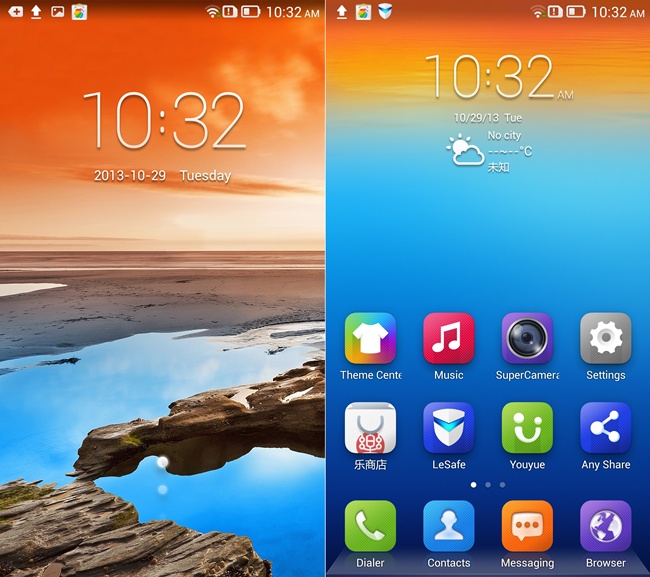 10:32 AM
10:32
2013-10-29 Tuesday
10:32 AM
10:32 AM
10/29/13 Tue
No city
--~--°C
未知
Theme Cente
Music
SuperCamera
Settings
乐商店
LeSafe
Youyue
Any Share
Dialer
Contacts
Messaging
Browser